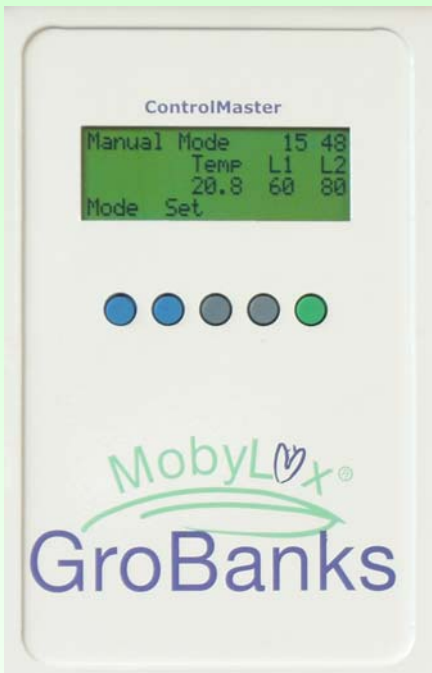 ControlMaster
Manual Mode 15 48
Temp L1 L2
20.8 60 80
Mode Set
MobyLux®
GroBanks